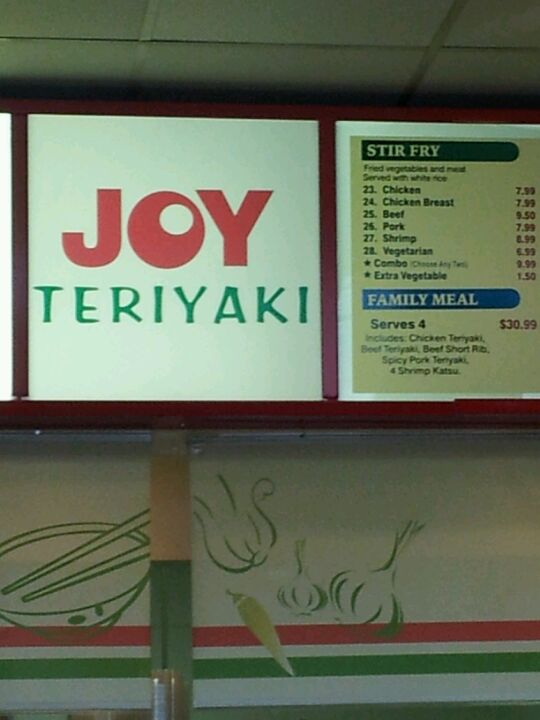 JOY
TERIYAKI
STIR FRY
Fried vegetables and meat
Served with white rice
23. Chicken 7.99
24. Chicken Breast 7.99
25. Beef 9.50
26. Pork 7.99
27. Shrimp 8.99
28. Vegetarian 6.99
★ Combo (Choose Any Two) 9.99
★ Extra Vegetable 1.50
FAMILY MEAL
Serves 4 $30.99
Includes: Chicken Teriyaki,
Beef Teriyaki, Beef Short Rib,
Spicy Pork Teriyaki,
4 Shrimp Katsu.